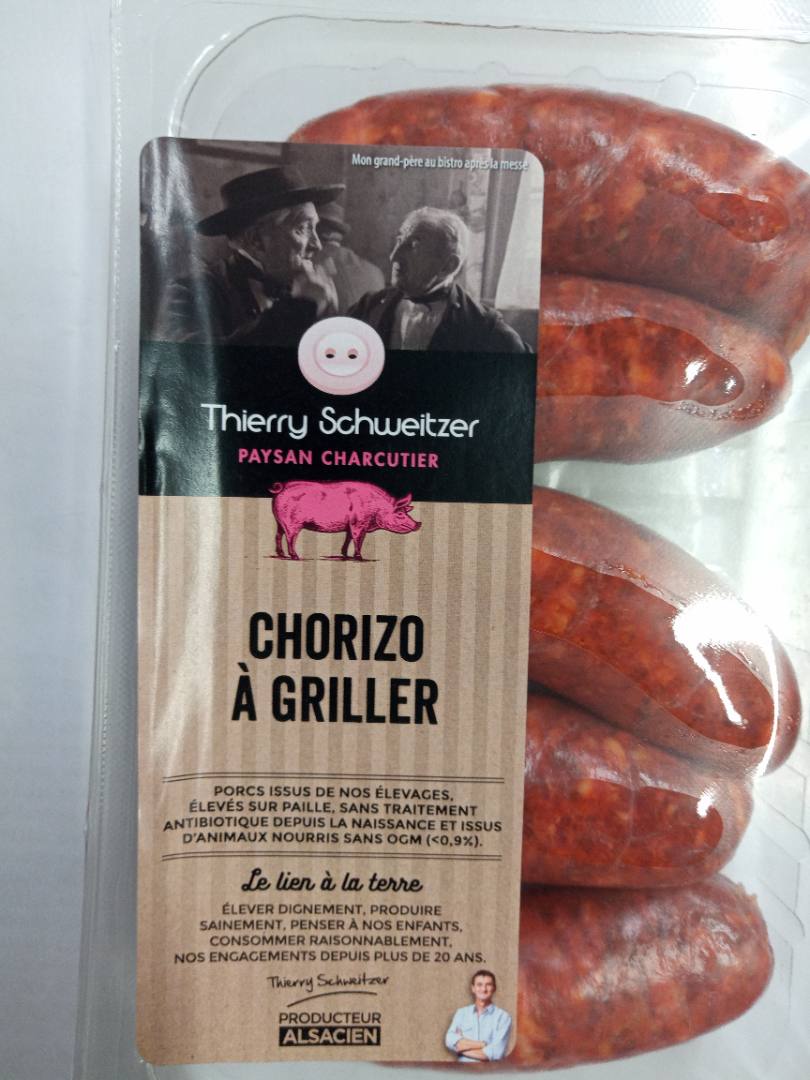 Mon grand-père au bistro après la messe
Thierry Schweitzer
PAYSAN CHARCUTIER
CHORIZO
À GRILLER
PORCS ISSUS DE NOS ÉLEVAGES,
ÉLEVÉS SUR PAILLE, SANS TRAITEMENT
ANTIBIOTIQUE DEPUIS LA NAISSANCE ET ISSUS
D'ANIMAUX NOURRIS SANS OGM (<0,9%).
Le lien à la terre
ÉLEVER DIGNEMENT, PRODUIRE
SAINEMENT, PENSER À NOS ENFANTS,
CONSOMMER RAISONNABLEMENT,
NOS ENGAGEMENTS DEPUIS PLUS DE 20 ANS.
Thierry Schweitzer
PRODUCTEUR
ALSACIEN